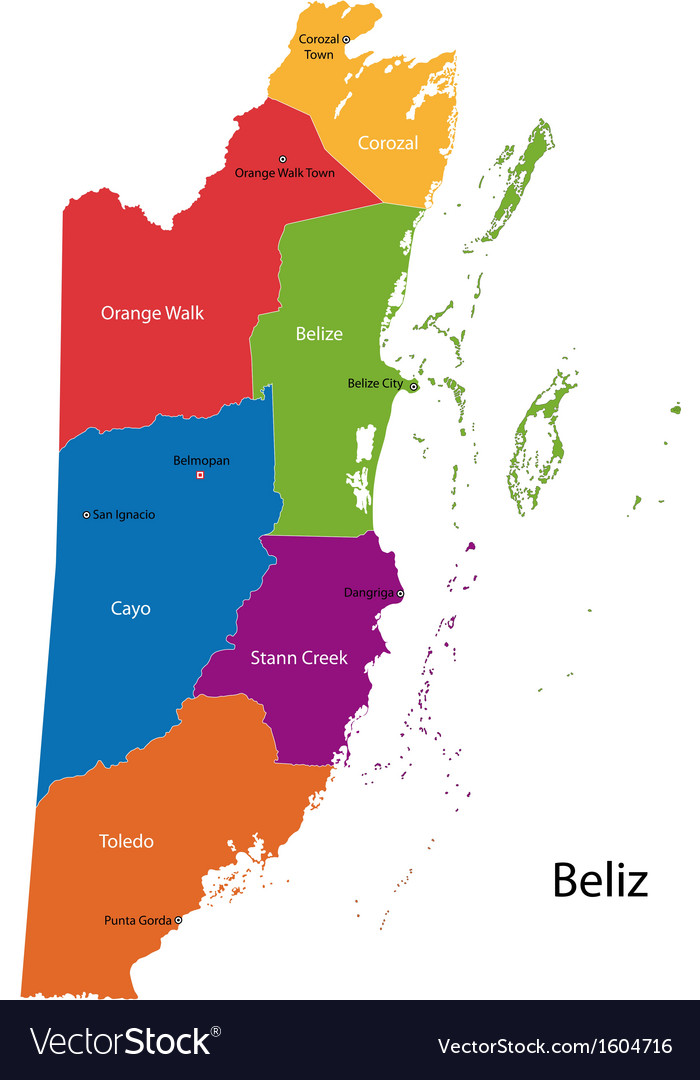 Corozal
Town
Corozal
Orange Walk Town
Orange Walk
Belize
Belize City
Belmopan
San Ignacio
Dangriga
Cayo
Stann Creek
Toledo
Beliz
Punta Gorda
VectorStock®
VectorStock.com/1604716